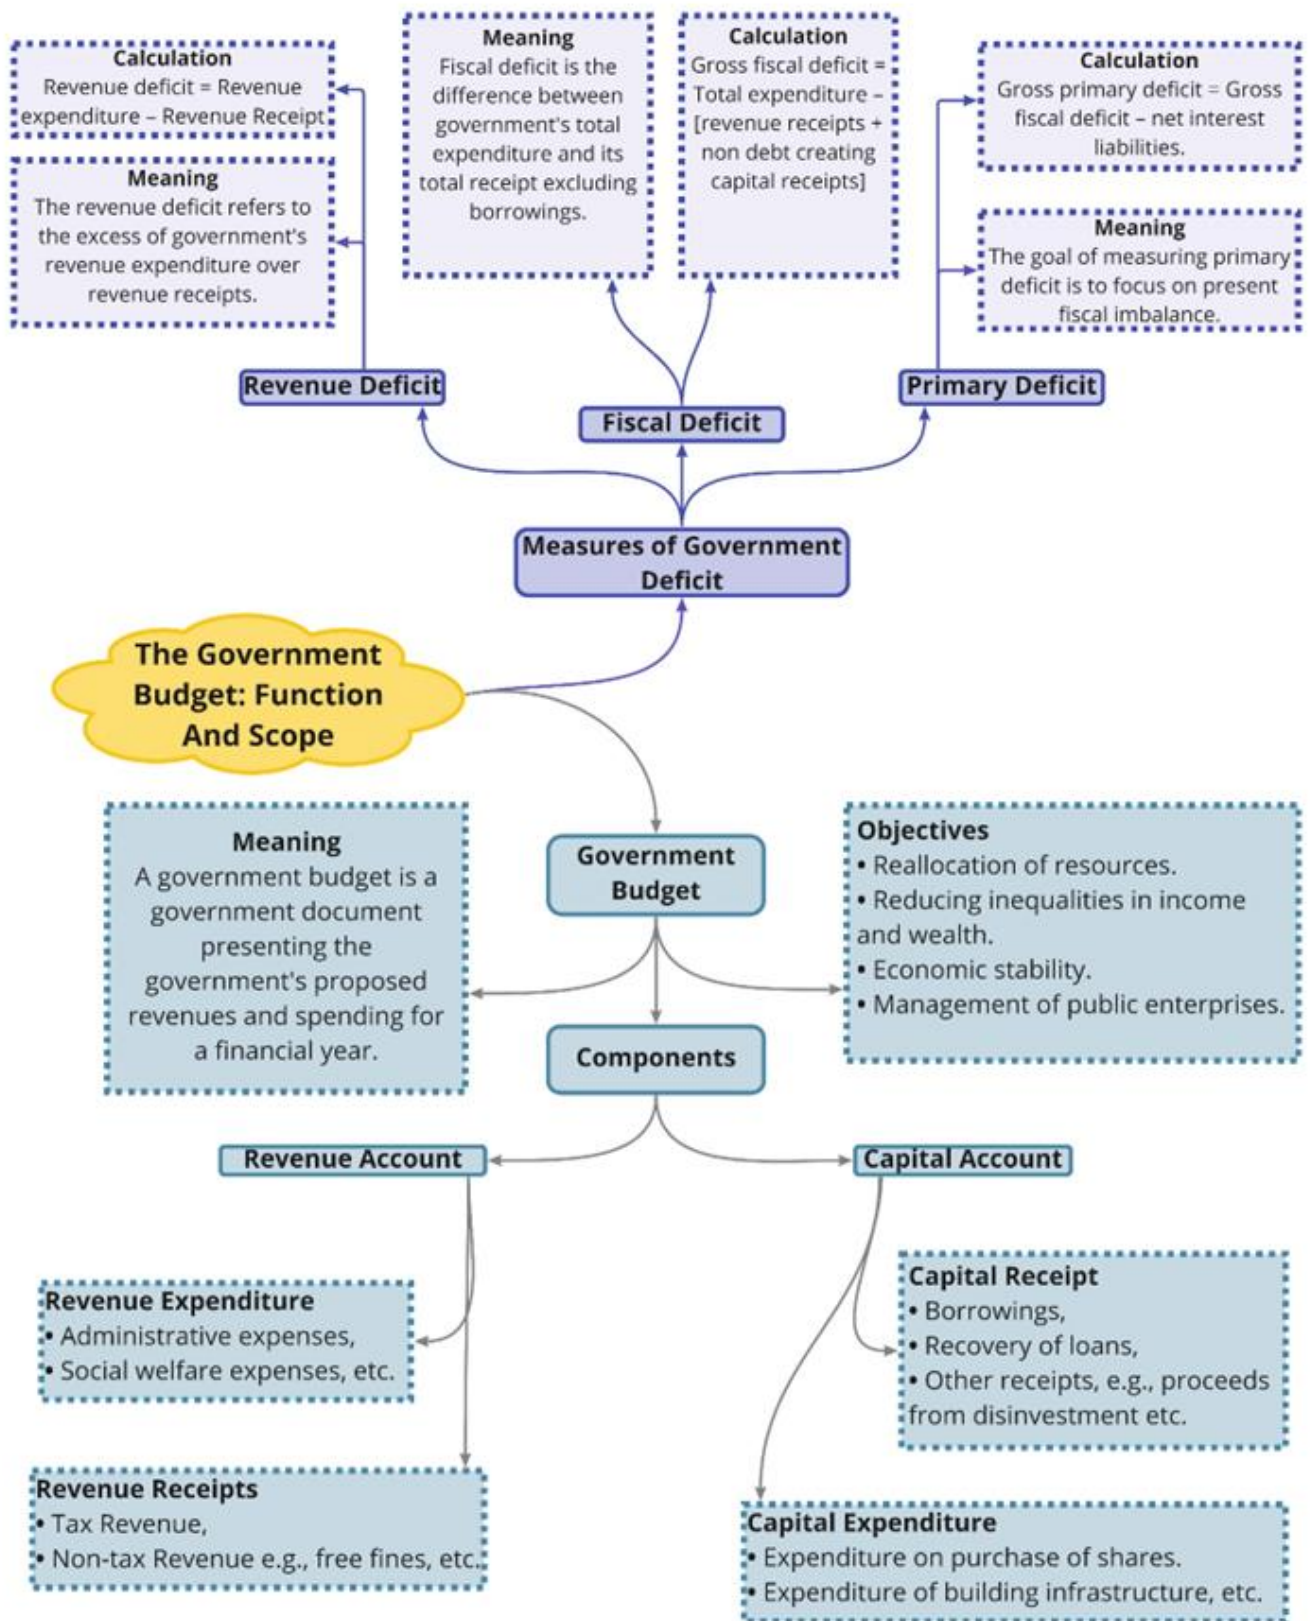 Calculation
Revenue deficit = Revenue
expenditure – Revenue Receipt
Meaning
The revenue deficit refers to
the excess of government's
revenue expenditure over
revenue receipts.
Meaning
Fiscal deficit is the
difference between
government's total
expenditure and its
total receipt excluding
borrowings.
Calculation
Gross fiscal deficit =
Total expenditure –
[revenue receipts +
non debt creating
capital receipts]
Calculation
Gross primary deficit = Gross
fiscal deficit – net interest
liabilities.
Meaning
The goal of measuring primary
deficit is to focus on present
fiscal imbalance.
Revenue Deficit
Fiscal Deficit
Primary Deficit
Measures of Government
Deficit
The Government
Budget: Function
And Scope
Meaning
A government budget is a
government document
presenting the
government's proposed
revenues and spending for
a financial year.
Government
Budget
Objectives
• Reallocation of resources.
• Reducing inequalities in income
and wealth.
• Economic stability.
• Management of public enterprises.
Components
Revenue Account
Capital Account
Revenue Expenditure
• Administrative expenses,
• Social welfare expenses, etc.
Capital Receipt
• Borrowings,
• Recovery of loans,
• Other receipts, e.g., proceeds
from disinvestment etc.
Revenue Receipts
• Tax Revenue,
• Non-tax Revenue e.g., free fines, etc.
Capital Expenditure
• Expenditure on purchase of shares.
• Expenditure of building infrastructure, etc.